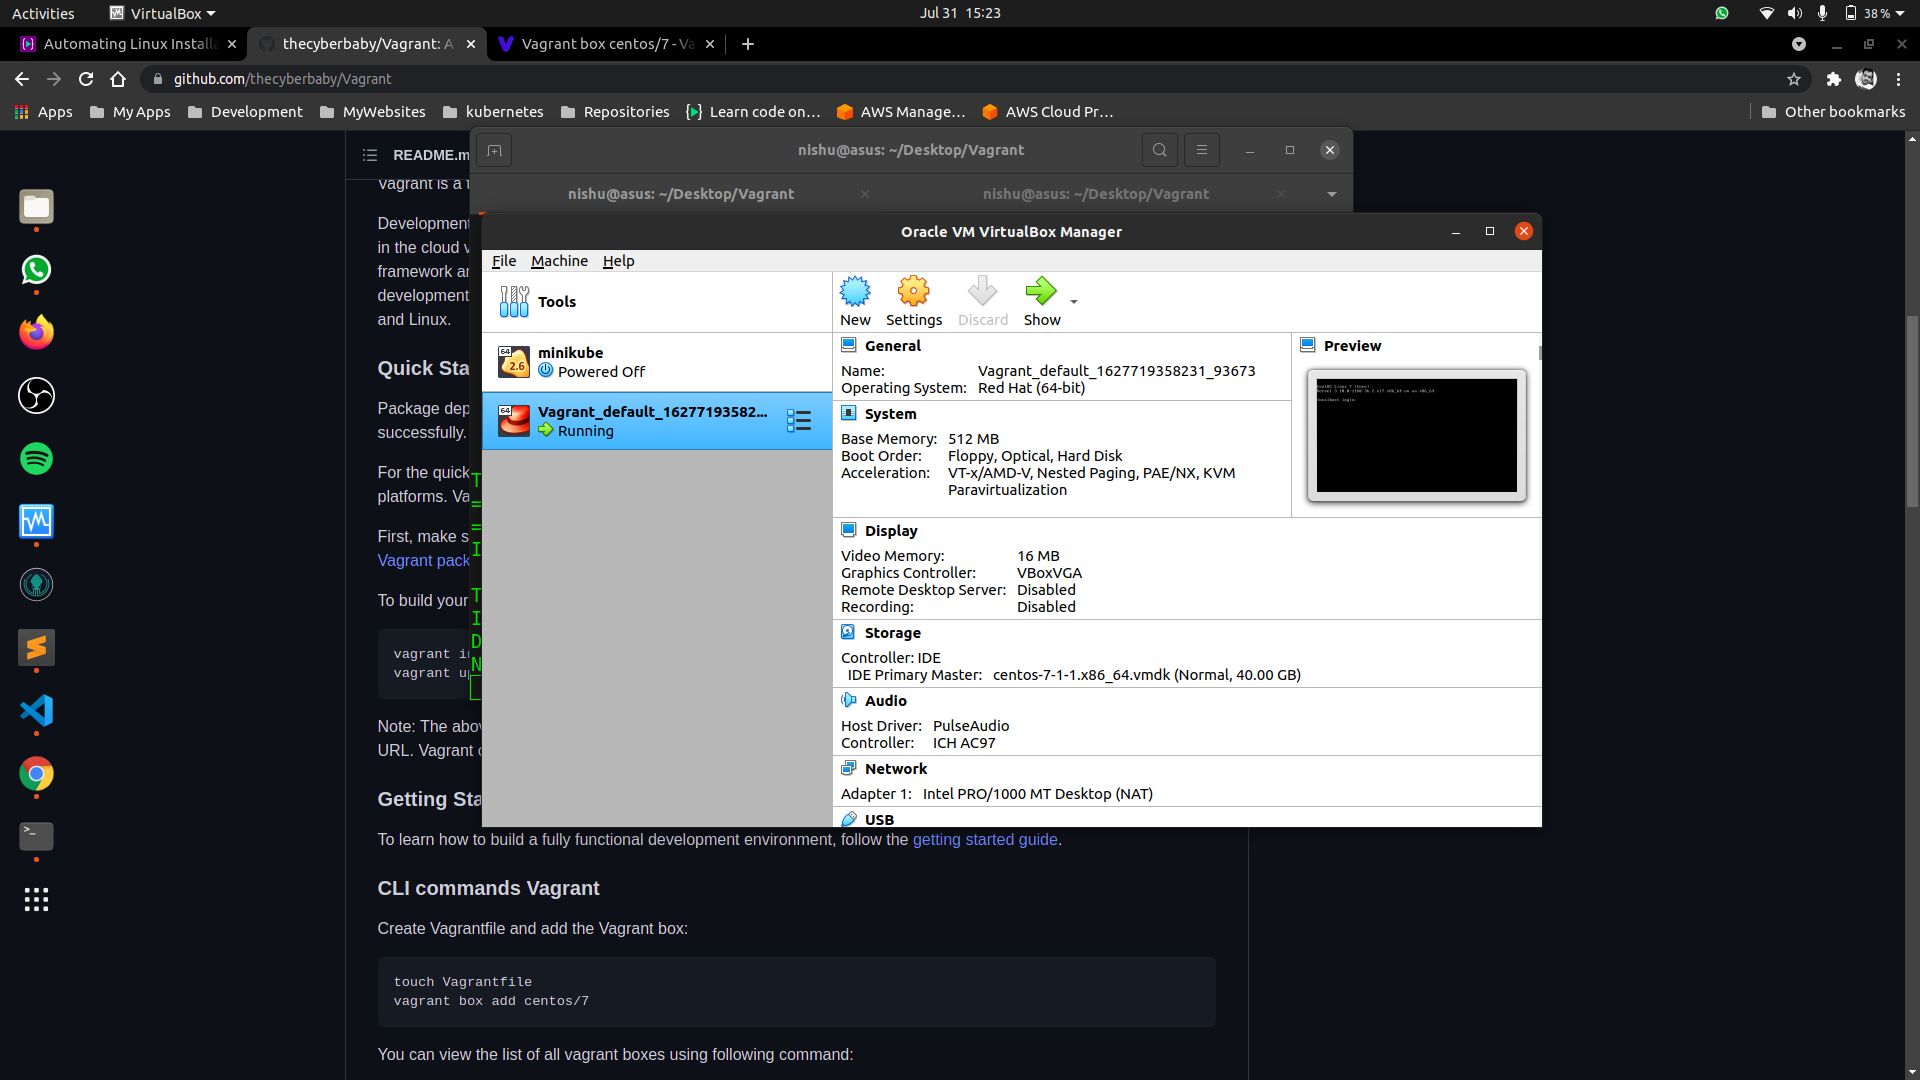 Activities
VirtualBox
Jul 31 15:23
38 %
Automating Linux Installa
thecyberbaby/Vagrant: A
Vagrant box centos/7 - Va
github.com/thecyberbaby/Vagrant
Apps
My Apps
Development
MyWebsites
kubernetes
Repositories
Learn code on…
AWS Manage…
AWS Cloud Pr…
Other bookmarks
README.m
Vagrant is a t
Development
in the cloud v
framework an
development
and Linux.
Quick Sta
Package dep
successfully.
For the quick
platforms. Va
First, make s
Vagrant pack
To build your
vagrant in
vagrant up
Note: The abov
URL. Vagrant c
Getting Sta
To learn how to build a fully functional development environment, follow the getting started guide.
CLI commands Vagrant
Create Vagrantfile and add the Vagrant box:
touch Vagrantfile
vagrant box add centos/7
You can view the list of all vagrant boxes using following command:
nishu@asus: ~/Desktop/Vagrant
nishu@asus: ~/Desktop/Vagrant
nishu@asus: ~/Desktop/Vagrant
T
=
=
I
T
I
D
N
Oracle VM VirtualBox Manager
File Machine Help
Tools
New
Settings
Discard
Show
64
2.6
minikube
Powered Off
64
Vagrant_default_16277193582...
Running
General
Name: Vagrant_default_1627719358231_93673
Operating System: Red Hat (64-bit)
System
Base Memory: 512 MB
Boot Order: Floppy, Optical, Hard Disk
Acceleration: VT-x/AMD-V, Nested Paging, PAE/NX, KVM
Paravirtualization
Preview
Display
Video Memory: 16 MB
Graphics Controller: VBoxVGA
Remote Desktop Server: Disabled
Recording: Disabled
Storage
Controller: IDE
IDE Primary Master: centos-7-1-1.x86_64.vmdk (Normal, 40.00 GB)
Audio
Host Driver: PulseAudio
Controller: ICH AC97
Network
Adapter 1: Intel PRO/1000 MT Desktop (NAT)
USB